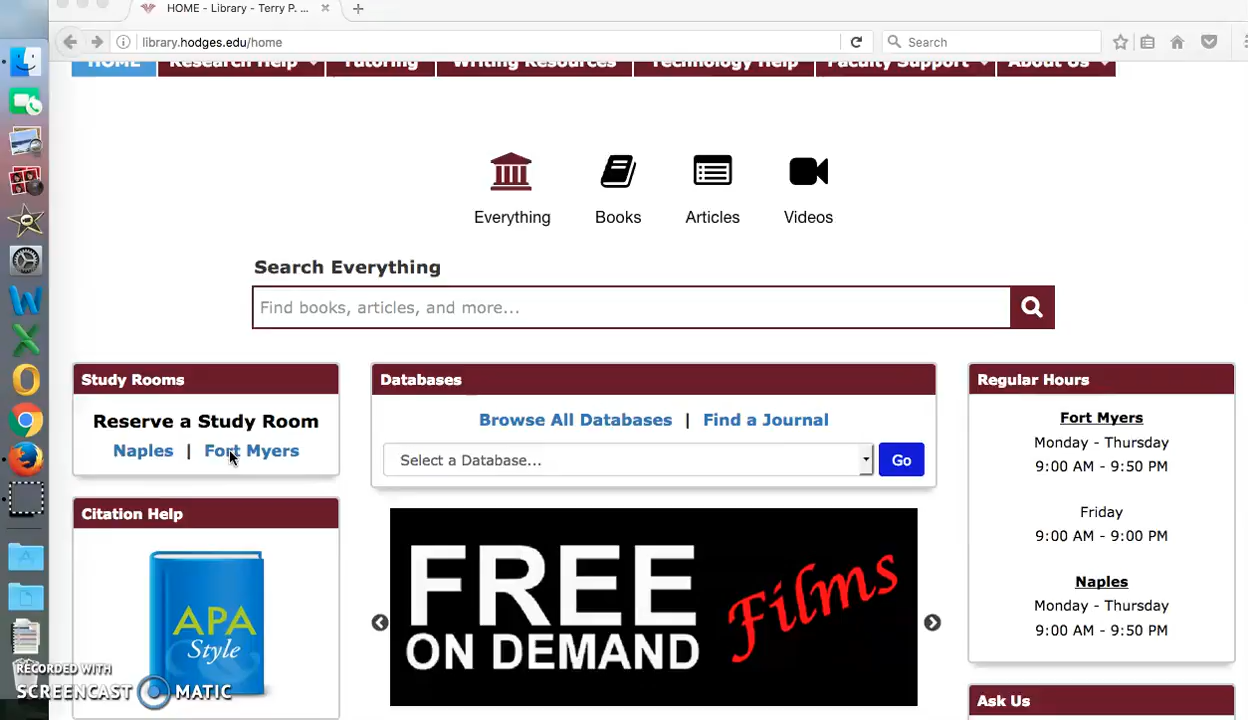 HOME - Library - Terry P. ...
library.hodges.edu/home
Search
HOME
Research Help
Tutoring
Writing Resources
Technology Help
Faculty Support
About Us
Everything
Books
Articles
Videos
Search Everything
Find books, articles, and more...
Study Rooms
Reserve a Study Room
Naples | Fort Myers
Databases
Browse All Databases | Find a Journal
Select a Database...
Go
Regular Hours
Fort Myers
Monday - Thursday
9:00 AM - 9:50 PM
Friday
9:00 AM - 9:00 PM
Naples
Monday - Thursday
9:00 AM - 9:50 PM
Citation Help
APA
Style
FREE
ON DEMAND
Films
Ask Us
RECORDED WITH
SCREENCAST MATIC